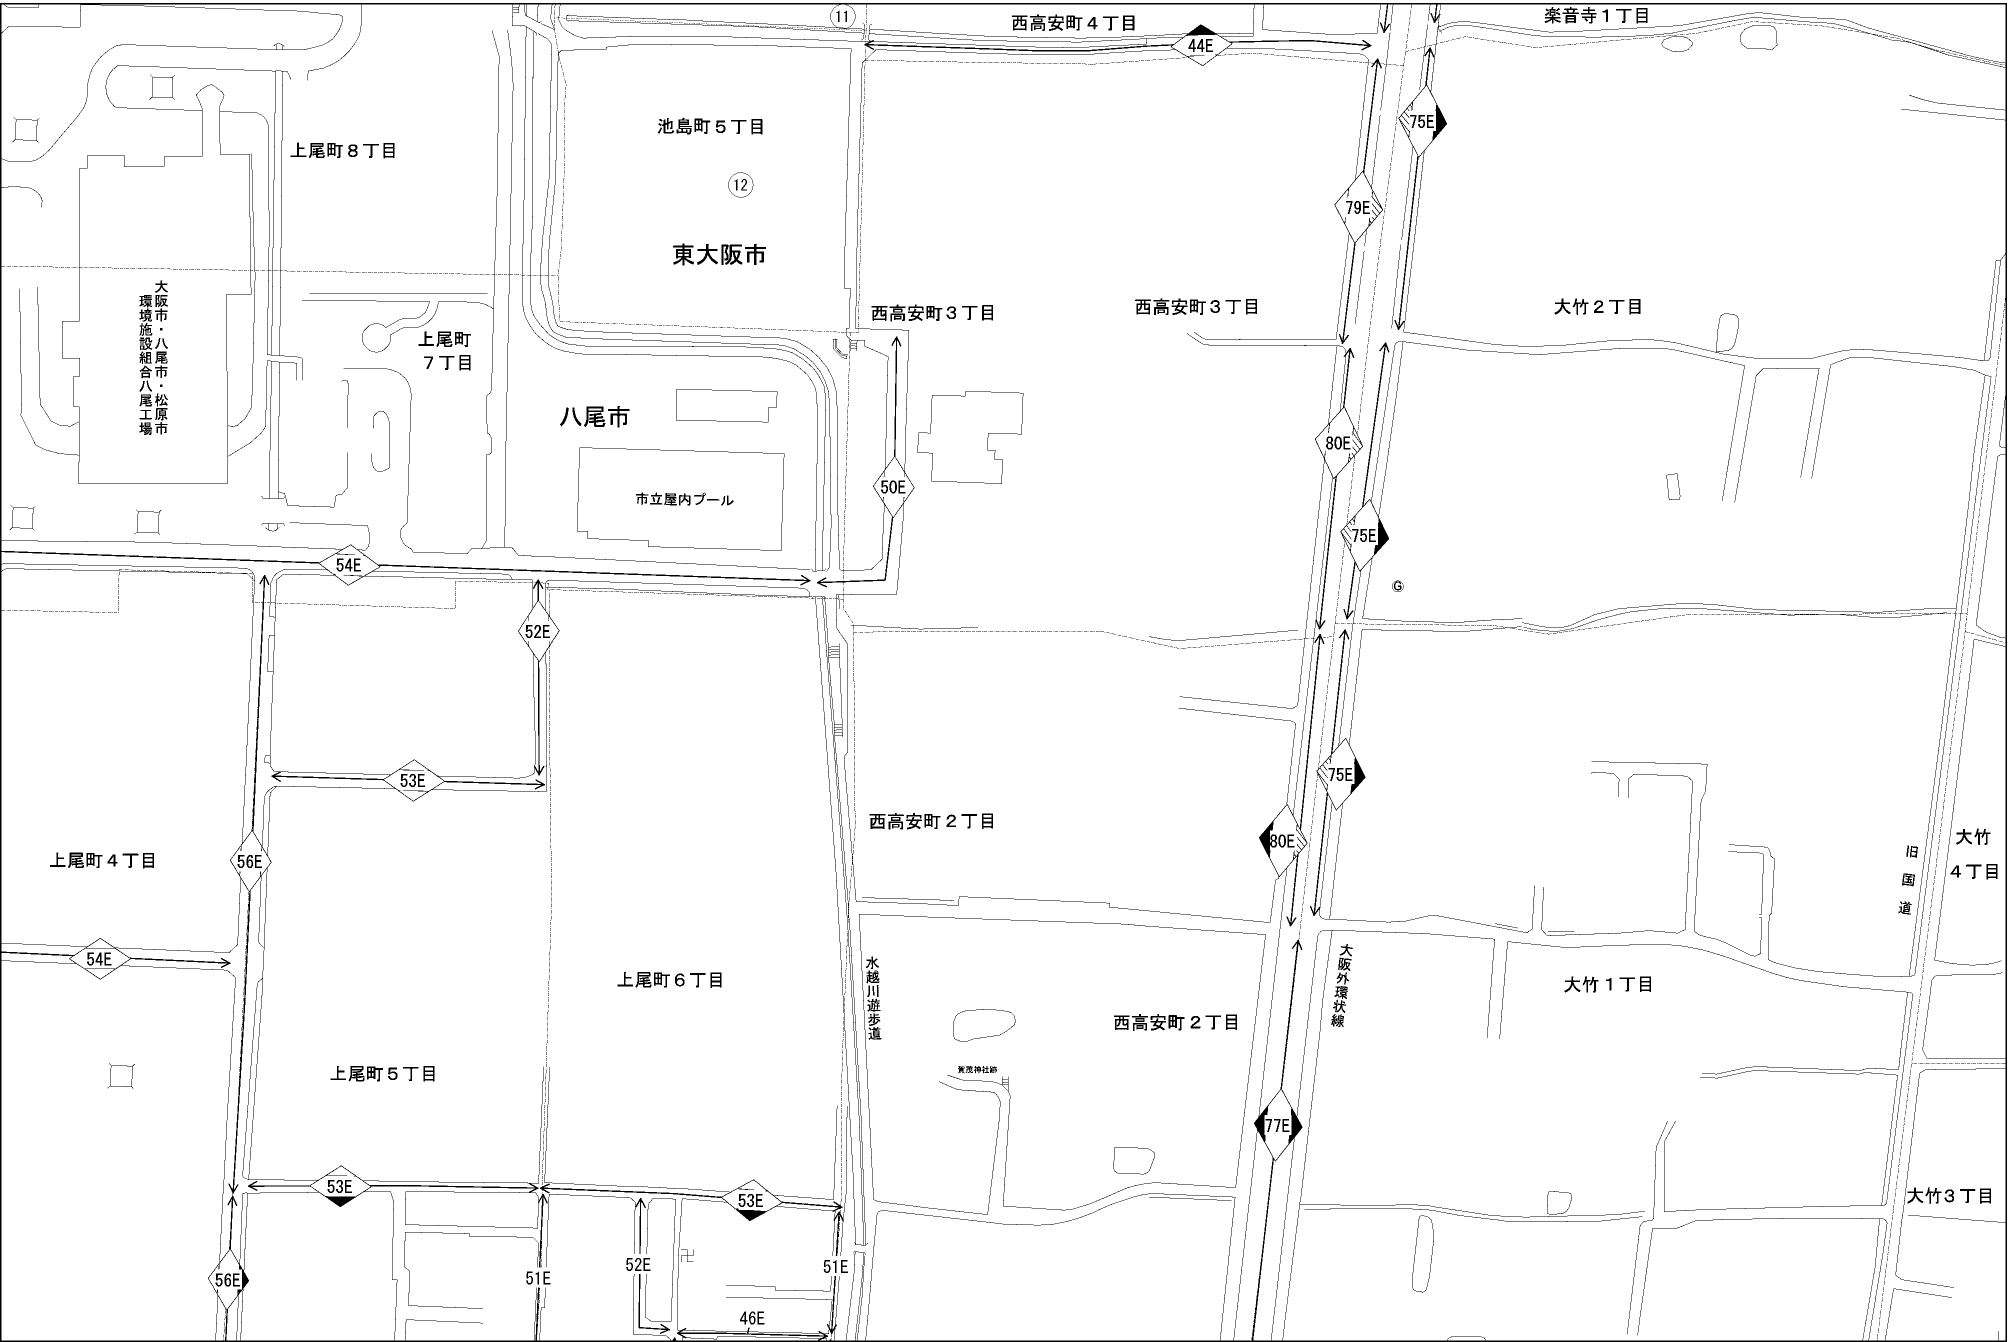 ⑪
西高安町４丁目
楽音寺１丁目
44E
75E
池島町５丁目
上尾町８丁目
⑫
79E
東大阪市
大阪市・八尾市・松原市
環境施設組合八尾工場
西高安町３丁目
西高安町３丁目
大竹２丁目
上尾町
７丁目
八尾市
80E
50E
市立屋内プール
75E
54E
G
52E
75E
53E
西高安町２丁目
80E
旧国道
大竹
４丁目
上尾町４丁目
56E
54E
上尾町６丁目
水越川遊歩道
大阪外環状線
大竹１丁目
西高安町２丁目
賀茂神社跡
上尾町５丁目
77E
53E
53E
大竹３丁目
56E
51E
52E
卍
51E
46E